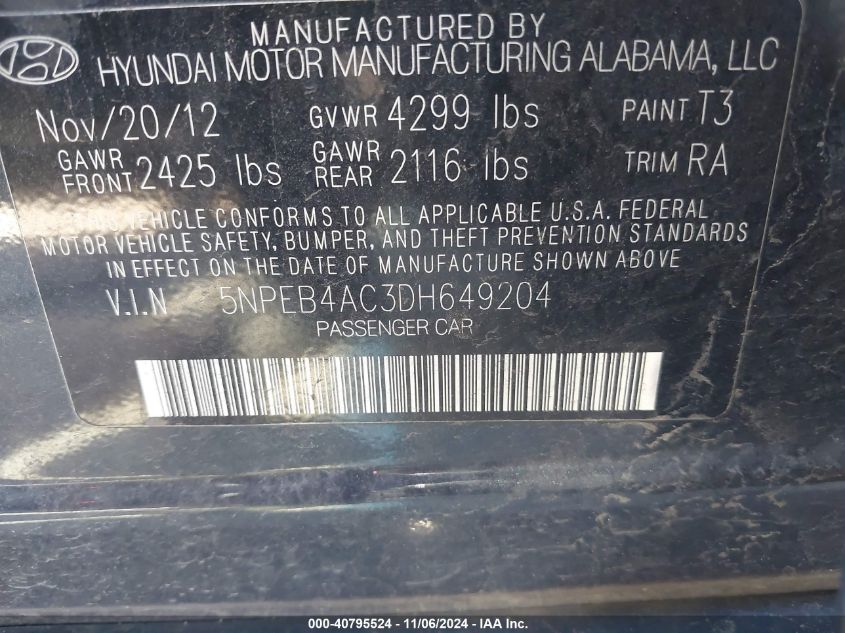 MANUFACTURED BY
HYUNDAI MOTOR MANUFACTURING ALABAMA, LLC
Nov/20/12 GVWR 4299 lbs PAINT T3
GAWR FRONT 2425 lbs GAWR REAR 2116 lbs TRIM RA
THIS VEHICLE CONFORMS TO ALL APPLICABLE U.S.A. FEDERAL
MOTOR VEHICLE SAFETY, BUMPER, AND THEFT PREVENTION STANDARDS
IN EFFECT ON THE DATE OF MANUFACTURE SHOWN ABOVE
V.I.N 5NPEB4AC3DH649204
PASSENGER CAR
000-40795524 - 11/06/2024 - IAA Inc.